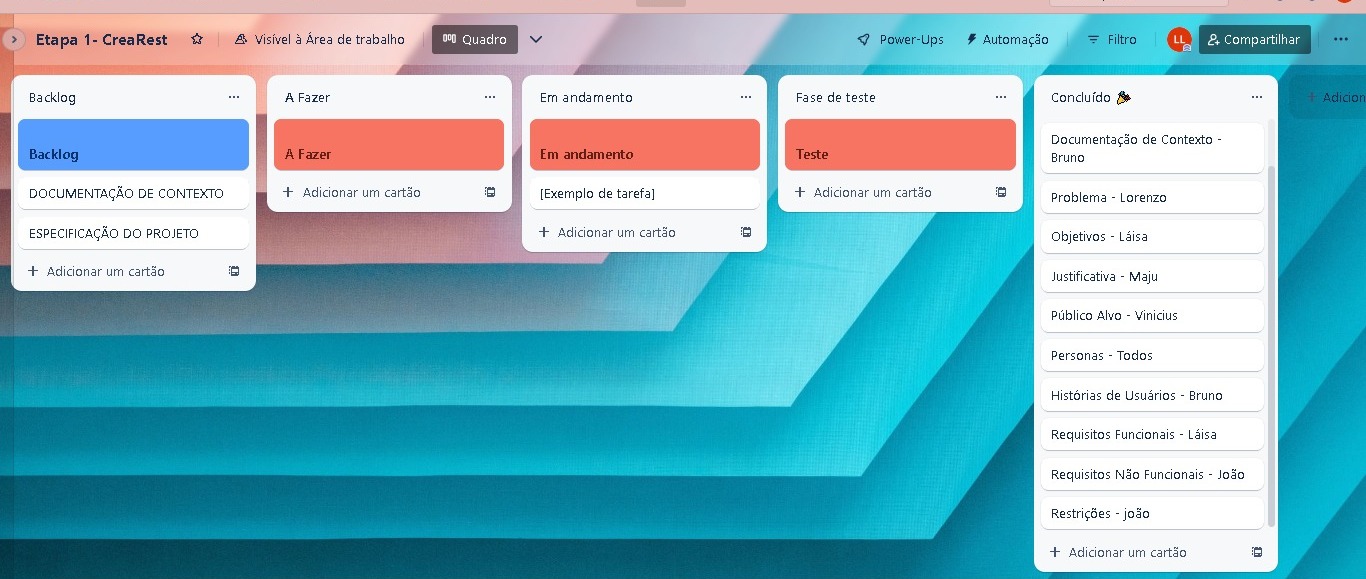 Etapa 1- CreaRest
Visível à Área de trabalho
Quadro
Power-Ups
Automação
Filtro
LL
Compartilhar
Backlog
Backlog
DOCUMENTAÇÃO DE CONTEXTO
ESPECIFICAÇÃO DO PROJETO
Adicionar um cartão
A Fazer
A Fazer
Adicionar um cartão
Em andamento
Em andamento
[Exemplo de tarefa]
Adicionar um cartão
Fase de teste
Teste
Adicionar um cartão
Concluído
Documentação de Contexto -
Bruno
Problema - Lorenzo
Objetivos - Láisa
Justificativa - Maju
Público Alvo - Vinicius
Personas - Todos
Histórias de Usuários - Bruno
Requisitos Funcionais - Láisa
Requisitos Não Funcionais - João
Restrições - joão
Adicionar um cartão